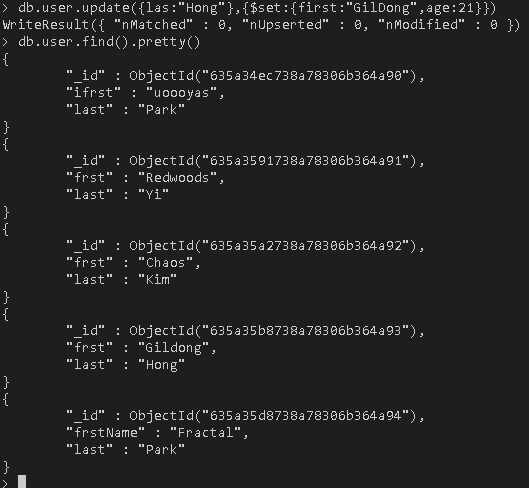 > db.user.update({las:"Hong"},{$set:{first:"GilDong",age:21}})
WriteResult({ "nMatched" : 0, "nUpserted" : 0, "nModified" : 0 })
> db.user.find().pretty()
{
        "_id" : ObjectId("635a34ec738a78306b364a90"),
        "ifrst" : "uoooyas",
        "last" : "Park"
}
{
        "_id" : ObjectId("635a3591738a78306b364a91"),
        "frst" : "Redwoods",
        "last" : "Yi"
}
{
        "_id" : ObjectId("635a35a2738a78306b364a92"),
        "frst" : "Chaos",
        "last" : "Kim"
}
{
        "_id" : ObjectId("635a35b8738a78306b364a93"),
        "frst" : "Gildong",
        "last" : "Hong"
}
{
        "_id" : ObjectId("635a35d8738a78306b364a94"),
        "frstName" : "Fractal",
        "last" : "Park"
}
>